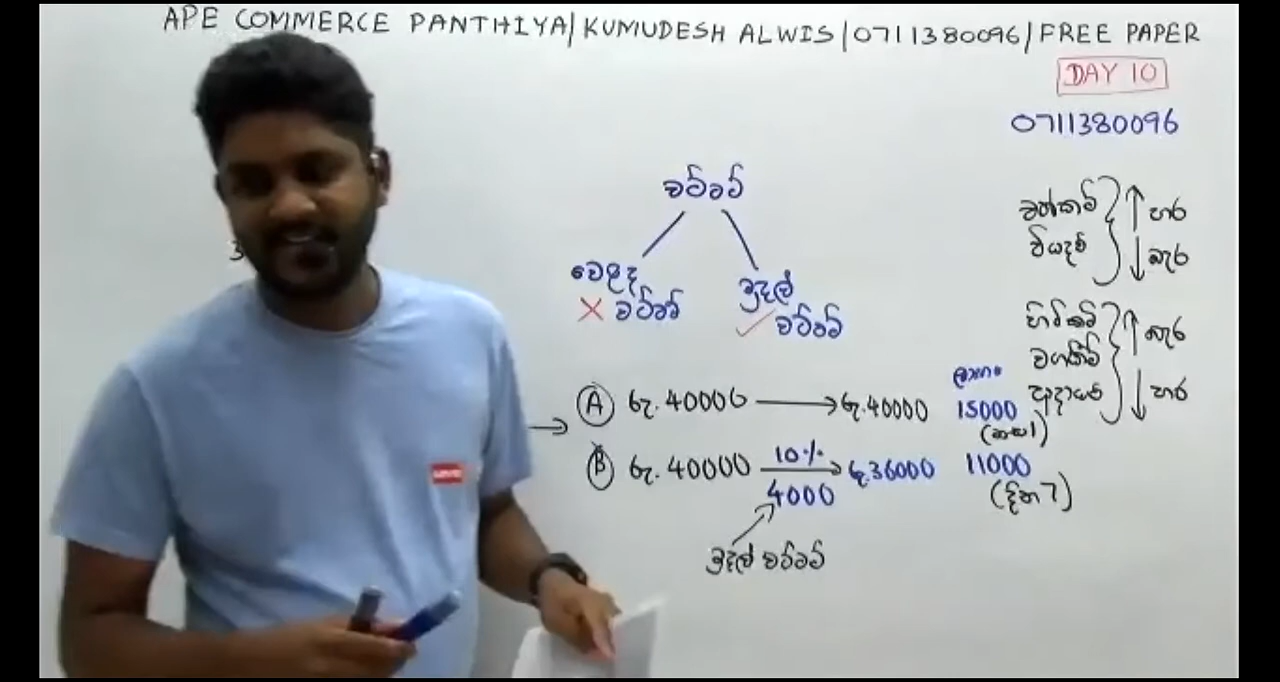 APE COMMERCE PANTHIYA/KUMUDESH ALWIS/0711380096/FREE PAPER
DAY 10
0711380096
වට්ටම්
වෙළඳ වට්ටම්
මුදල් වට්ටම්
වත්කම් හර
වියදම් බැර
හිමිකම් බැර
වගකීම්
ආදායම් හර
ලාභය
A රු. 40000 රු. 40000 15000
B රු. 40000 10% රු. 36000 11000
4000
(දින 7)
මුදල් වට්ටම්